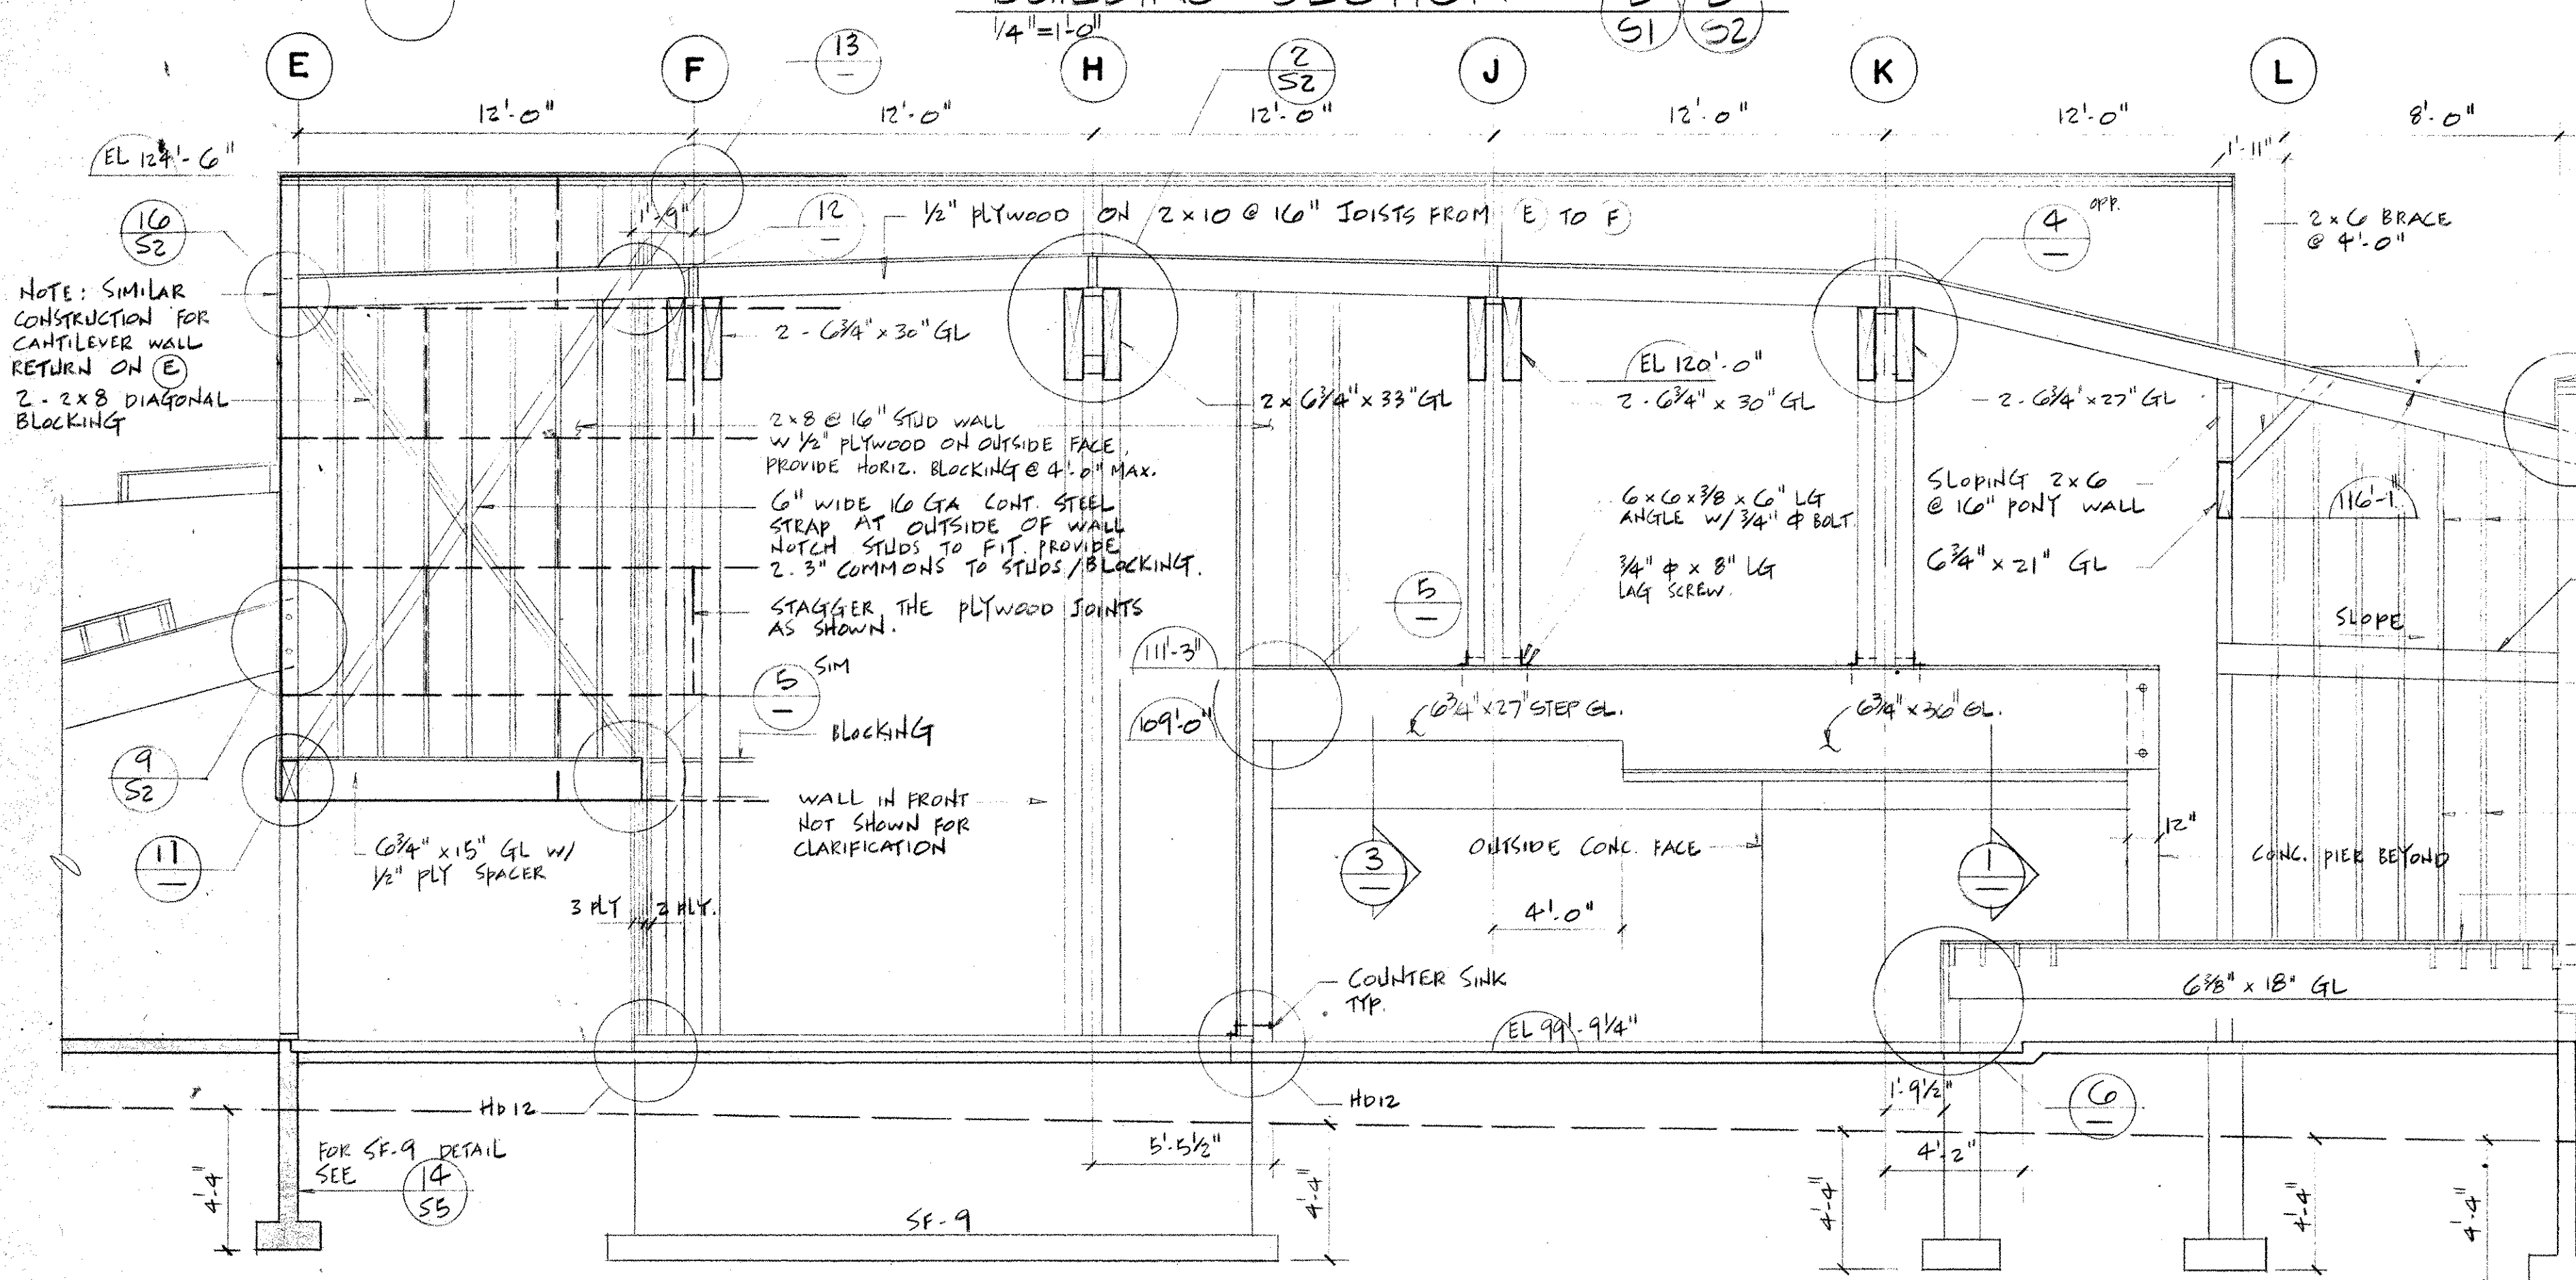 BUILDING SECTION
1/4"=1'-0"
S1
S2
E
F
13
H
2
S2
J
K
L
12'-0"
12'-0"
12'-0"
12'-0"
12'-0"
8'-0"
1'-11"
EL 124'-6"
16
S2
1'-9"
12
1/2" PLYWOOD ON 2x10 @ 16" JOISTS FROM E TO F
4
OPP.
2x6 BRACE
@ 4'-0"
NOTE: SIMILAR
CONSTRUCTION FOR
CANTILEVER WALL
RETURN ON E
2 - 2x8 DIAGONAL
BLOCKING
2 - 6 3/4" x 30" GL
2 x 6 3/4" x 33" GL
EL 120'-0"
2 - 6 3/4" x 30" GL
2 - 6 3/4" x 27" GL
2x8 @ 16" STUD WALL
W 1/2" PLYWOOD ON OUTSIDE FACE,
PROVIDE HORIZ. BLOCKING @ 4'-0" MAX.
6" WIDE 16 GA CONT. STEEL
STRAP AT OUTSIDE OF WALL
NOTCH STUDS TO FIT. PROVIDE
2 - 3" COMMONS TO STUDS/BLOCKING.
STAGGER THE PLYWOOD JOINTS
AS SHOWN.
6 x 6 x 3/8 x 6" LG
ANGLE W/ 3/4" Φ BOLT
3/4" Φ x 8" LG
LAG SCREW.
SLOPING 2x6
@ 16" PONY WALL
6 3/4" x 21" GL
116'-1"
SLOPE
5
5
SIM
111'-3"
109'-0"
6 3/4" x 27" STEP GL.
6 3/4" x 36" GL.
BLOCKING
9
S2
11
6 3/4" x 15" GL W/
1/2" PLY SPACER
WALL IN FRONT
NOT SHOWN FOR
CLARIFICATION
3 PLY
2 PLY.
3
OUTSIDE CONC. FACE
1
12"
CONC. PIER BEYOND
4'-0"
COUNTER SINK
TYP.
EL 99'-9 1/4"
6 3/8" x 18" GL
HD12
HD12
1'-9 1/2"
6
FOR SF-9 DETAIL
SEE
14
S5
5'-5 1/2"
4'-2"
4'-4"
4'-4"
4'-4"
4'-4"
4'-4"
SF-9